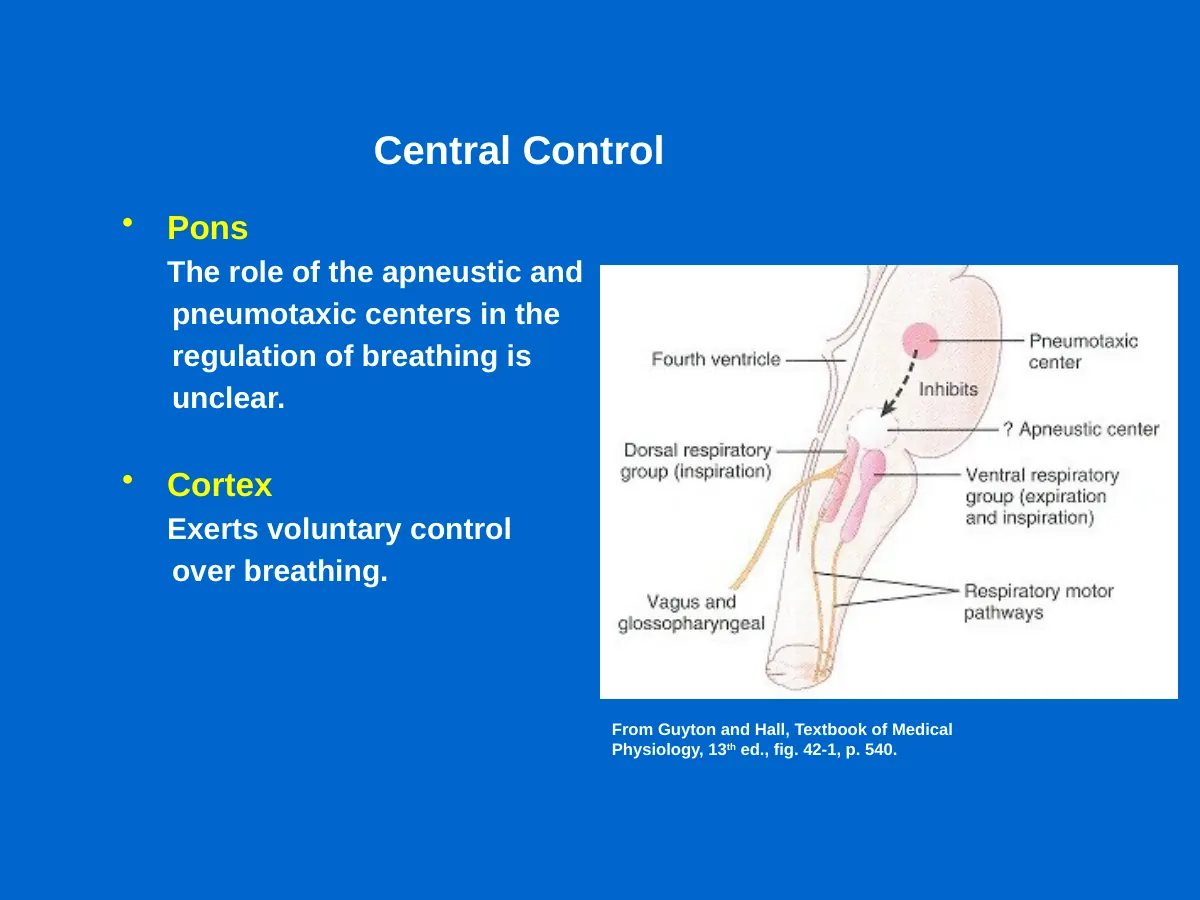 Central Control
• Pons
The role of the apneustic and
pneumotaxic centers in the
regulation of breathing is
unclear.
• Cortex
Exerts voluntary control
over breathing.
Fourth ventricle
Pneumotaxic
center
Inhibits
? Apneustic center
Dorsal respiratory
group (inspiration)
Ventral respiratory
group (expiration
and inspiration)
Vagus and
glossopharyngeal
Respiratory motor
pathways
From Guyton and Hall, Textbook of Medical
Physiology, 13th ed., fig. 42-1, p. 540.